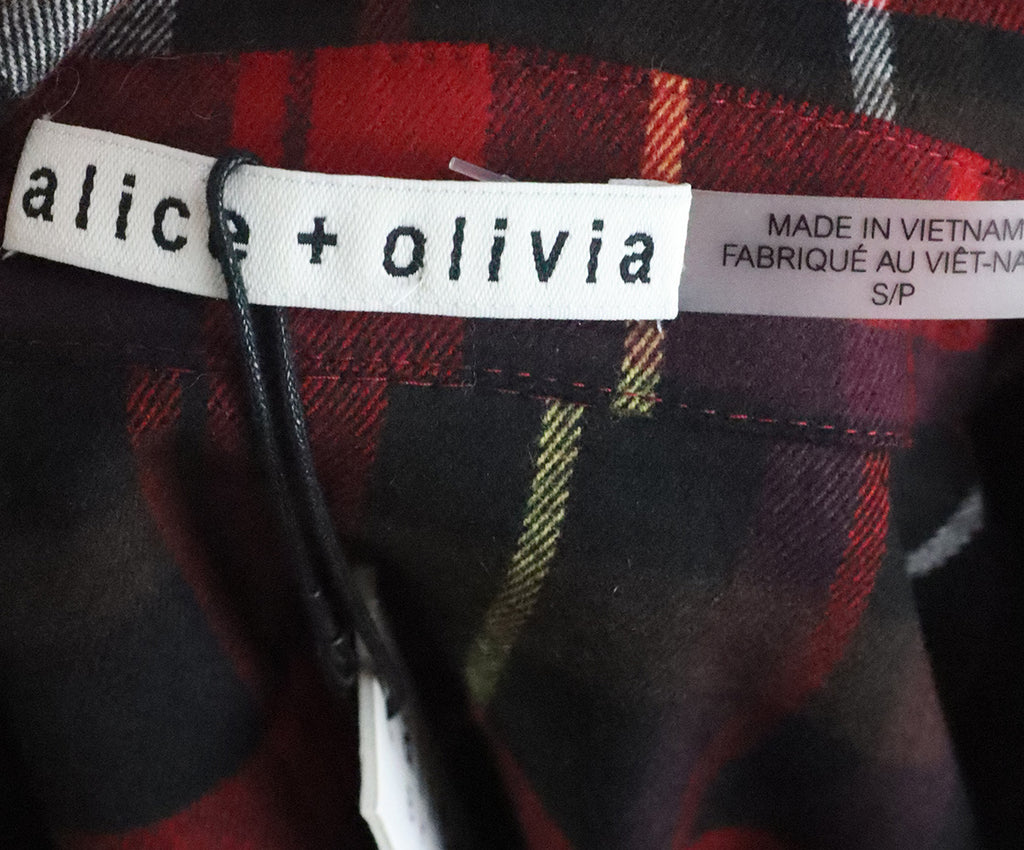 alice + olivia
MADE IN VIETNAM
FABRIQUÉ AU VIÊT-NA
S/P